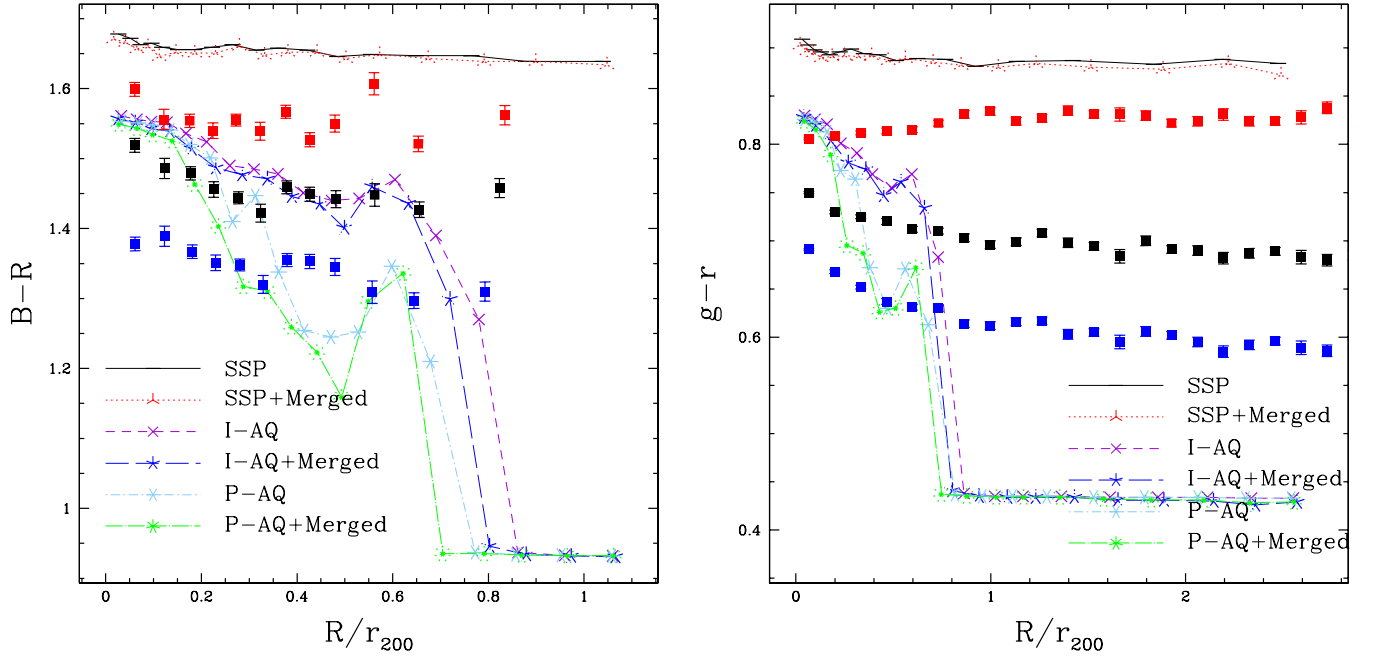 B-R
1.6
1.4
1.2
1
SSP
SSP+Merged
I-AQ
I-AQ+Merged
P-AQ
P-AQ+Merged
0
0.2
0.4
0.6
0.8
1
R/r200
g-r
0.8
0.6
0.4
SSP
SSP+Merged
I-AQ
I-AQ+Merged
P-AQ
P-AQ+Merged
0
1
2
R/r200